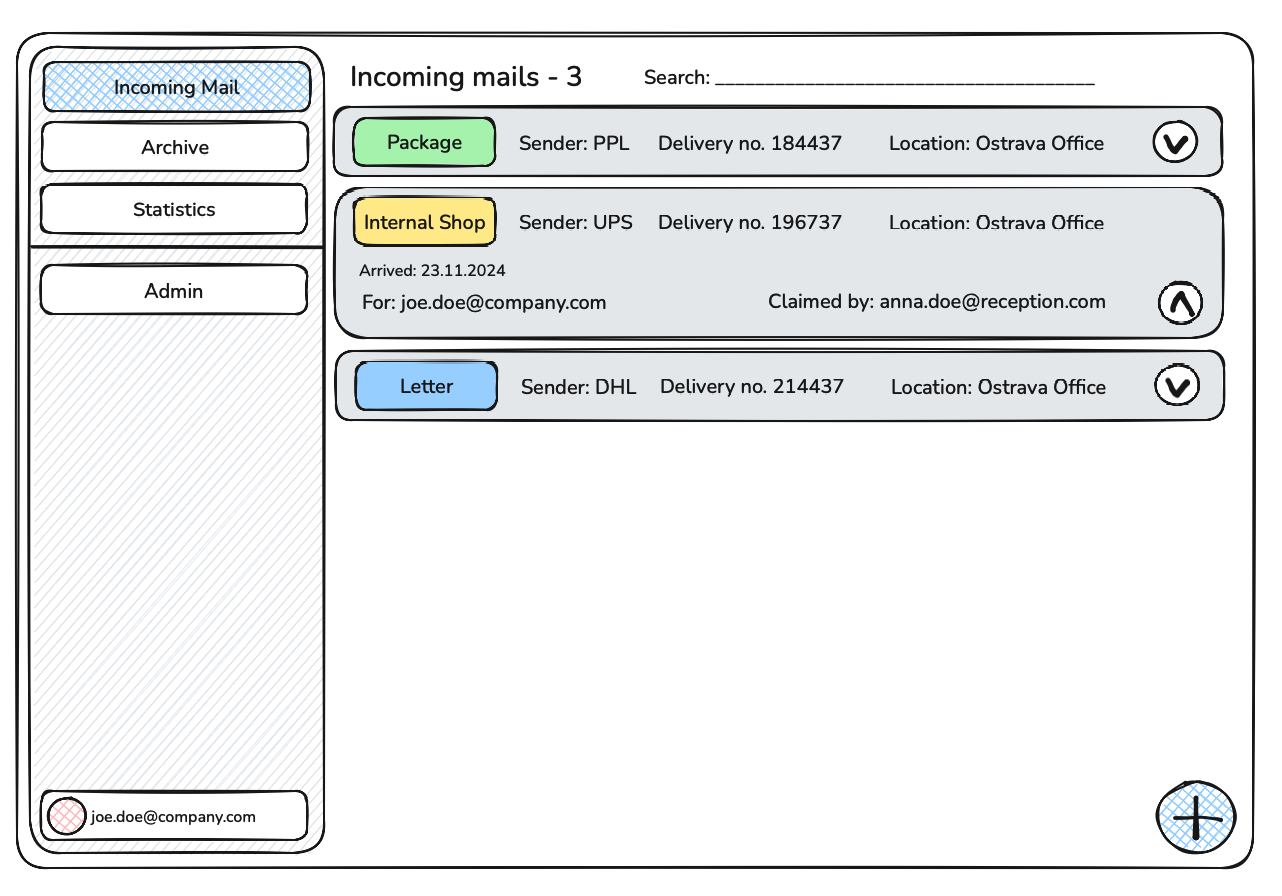 Incoming Mail
Archive
Statistics
Admin
joe.doe@company.com
Incoming mails - 3
Search: ______________________________________
Package Sender: PPL Delivery no. 184437 Location: Ostrava Office
Internal Shop Sender: UPS Delivery no. 196737 Location: Ostrava Office
Arrived: 23.11.2024
For: joe.doe@company.com Claimed by: anna.doe@reception.com
Letter Sender: DHL Delivery no. 214437 Location: Ostrava Office